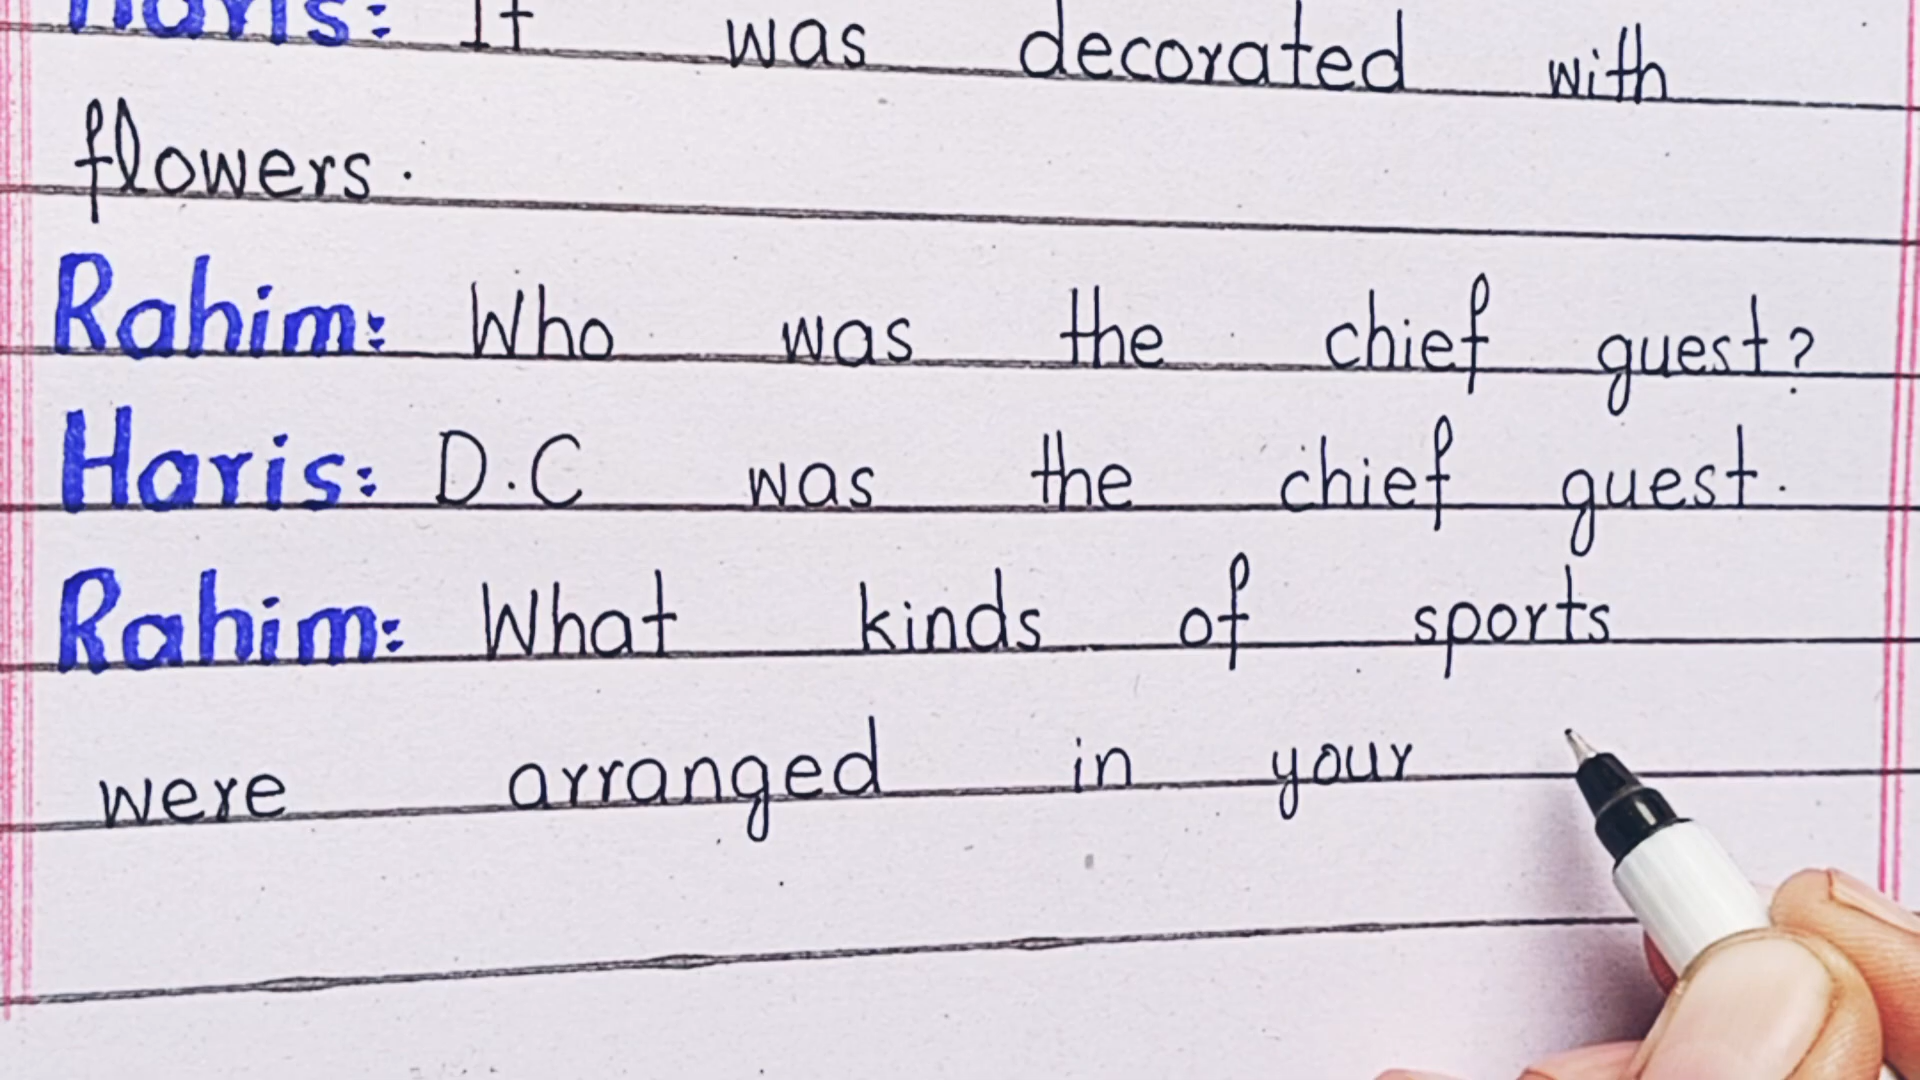 Haris: It was decorated with
flowers.
Rahim: Who was the chief guest?
Haris: D.C was the chief guest.
Rahim: What kinds of sports
were arranged in your